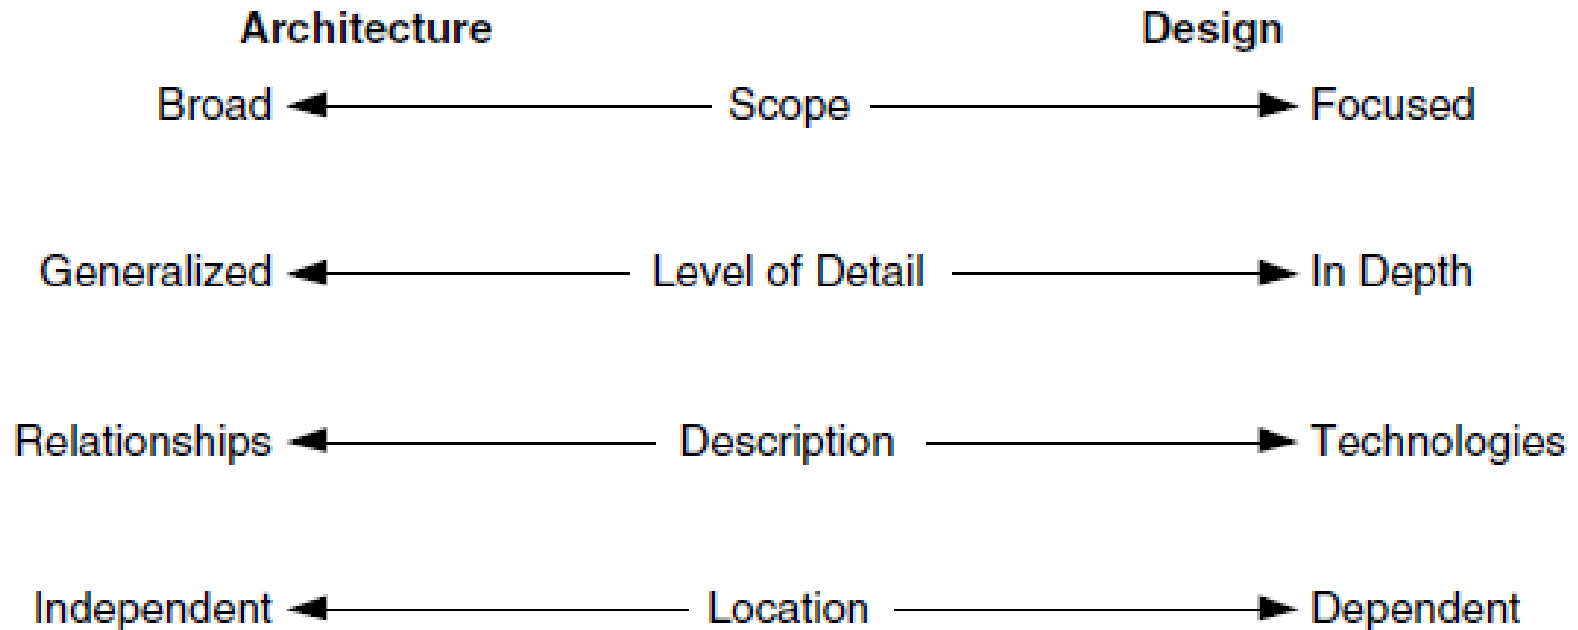 Architecture Design
Broad Scope Focused
Generalized Level of Detail In Depth
Relationships Description Technologies
Independent Location Dependent